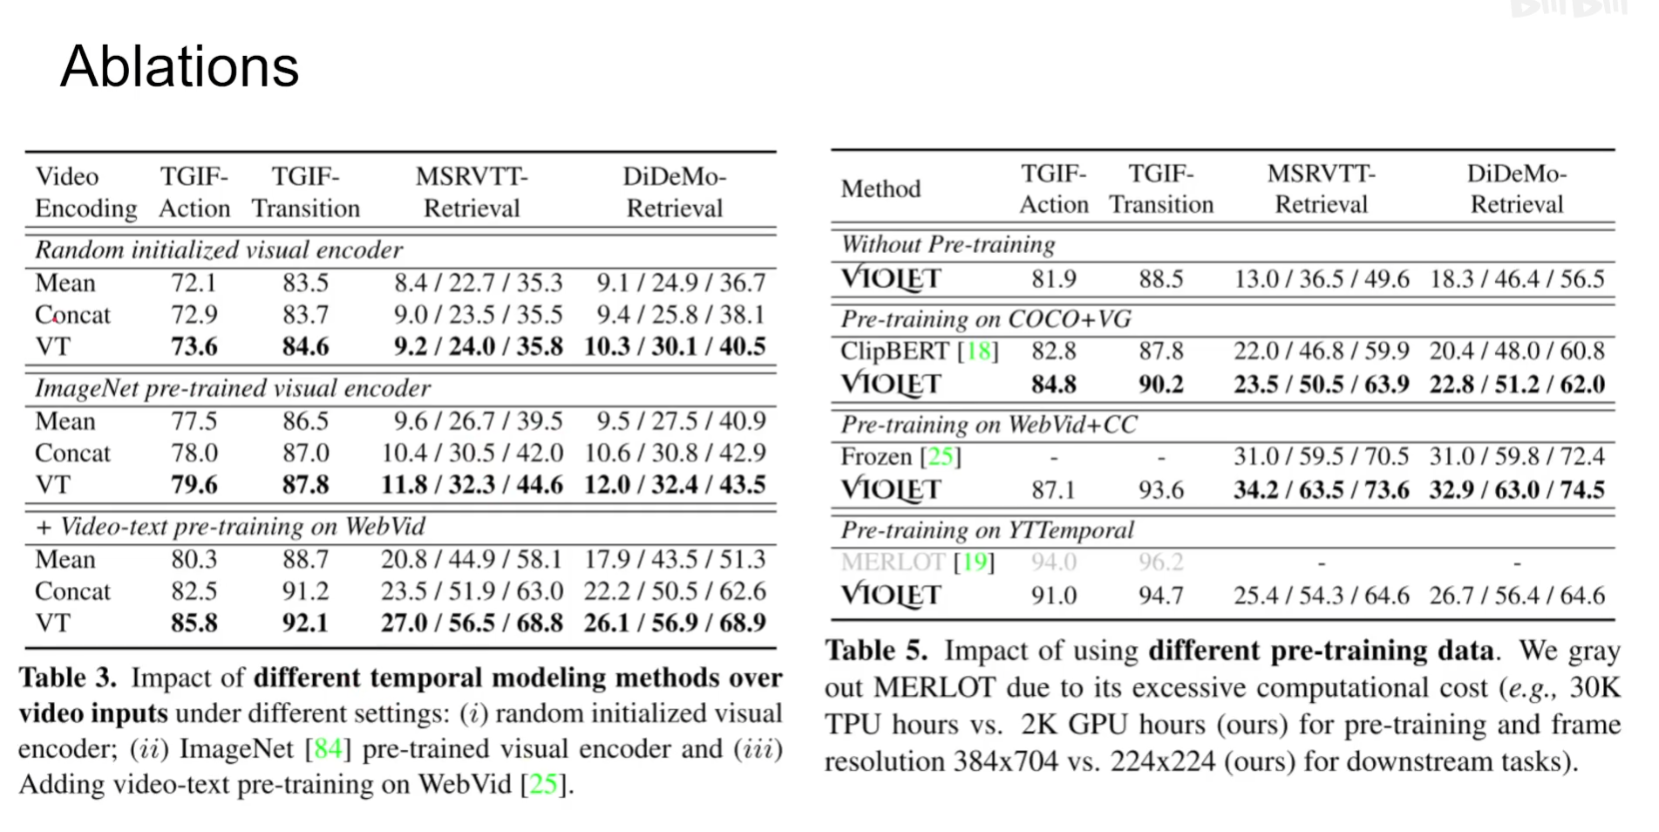 BiliBili
Ablations
Video TGIF- TGIF- MSRVTT- DiDeMo-
Encoding Action Transition Retrieval Retrieval
Random initialized visual encoder
Mean 72.1 83.5 8.4 / 22.7 / 35.3 9.1 / 24.9 / 36.7
Concat 72.9 83.7 9.0 / 23.5 / 35.5 9.4 / 25.8 / 38.1
VT 73.6 84.6 9.2 / 24.0 / 35.8 10.3 / 30.1 / 40.5
ImageNet pre-trained visual encoder
Mean 77.5 86.5 9.6 / 26.7 / 39.5 9.5 / 27.5 / 40.9
Concat 78.0 87.0 10.4 / 30.5 / 42.0 10.6 / 30.8 / 42.9
VT 79.6 87.8 11.8 / 32.3 / 44.6 12.0 / 32.4 / 43.5
+ Video-text pre-training on WebVid
Mean 80.3 88.7 20.8 / 44.9 / 58.1 17.9 / 43.5 / 51.3
Concat 82.5 91.2 23.5 / 51.9 / 63.0 22.2 / 50.5 / 62.6
VT 85.8 92.1 27.0 / 56.5 / 68.8 26.1 / 56.9 / 68.9
Table 3. Impact of different temporal modeling methods over
video inputs under different settings: (i) random initialized visual
encoder; (ii) ImageNet [84] pre-trained visual encoder and (iii)
Adding video-text pre-training on WebVid [25].
Method TGIF- TGIF- MSRVTT- DiDeMo-
Action Transition Retrieval Retrieval
Without Pre-training
VIOLET 81.9 88.5 13.0 / 36.5 / 49.6 18.3 / 46.4 / 56.5
Pre-training on COCO+VG
ClipBERT [18] 82.8 87.8 22.0 / 46.8 / 59.9 20.4 / 48.0 / 60.8
VIOLET 84.8 90.2 23.5 / 50.5 / 63.9 22.8 / 51.2 / 62.0
Pre-training on WebVid+CC
Frozen [25] - - 31.0 / 59.5 / 70.5 31.0 / 59.8 / 72.4
VIOLET 87.1 93.6 34.2 / 63.5 / 73.6 32.9 / 63.0 / 74.5
Pre-training on YTTemporal
MERLOT [19] 94.0 96.2 - -
VIOLET 91.0 94.7 25.4 / 54.3 / 64.6 26.7 / 56.4 / 64.6
Table 5. Impact of using different pre-training data. We gray
out MERLOT due to its excessive computational cost (e.g., 30K
TPU hours vs. 2K GPU hours (ours) for pre-training and frame
resolution 384x704 vs. 224x224 (ours) for downstream tasks).